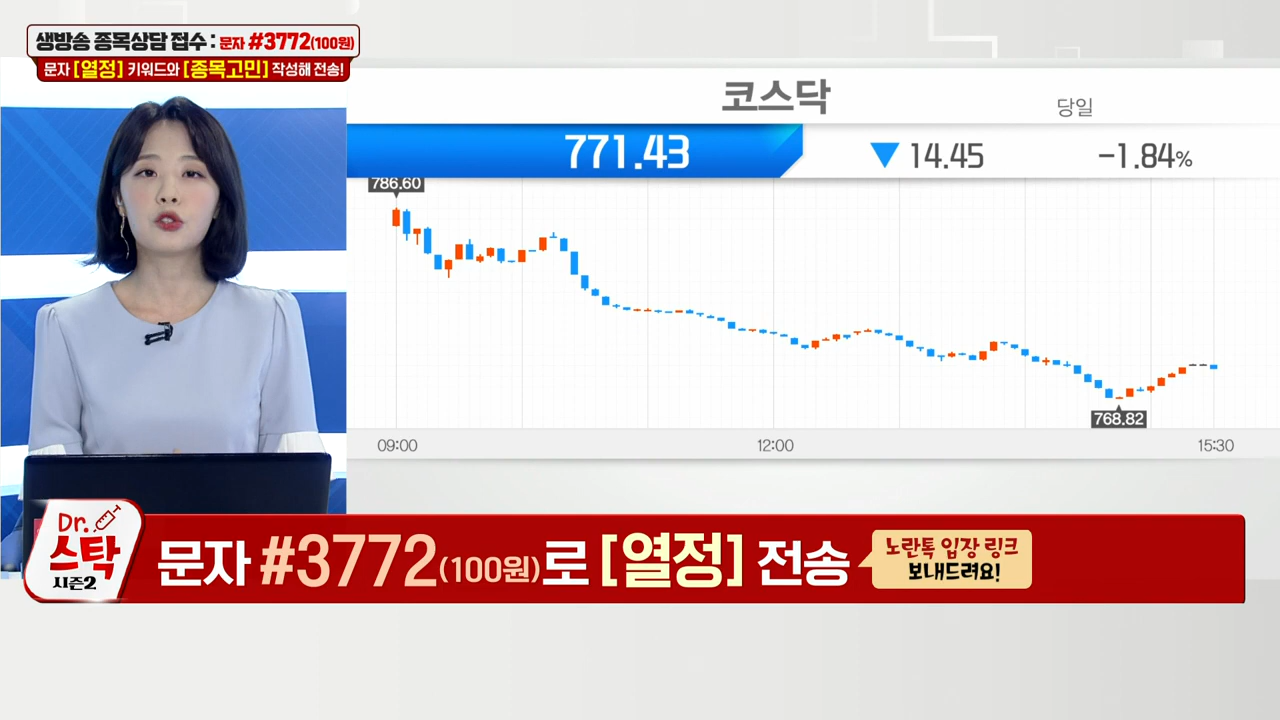 생방송 종목상담 접수 : 문자 #3772(100원)
문자 [열정] 키워드와 [종목고민] 작성해 전송!
코스닥
당일
771.43 ▼ 14.45 -1.84%
786.60
768.82
09:00 12:00 15:30
Dr.
스탁
시즌2
문자 #3772(100원)로 [열정] 전송
노란톡 입장 링크
보내드려요!